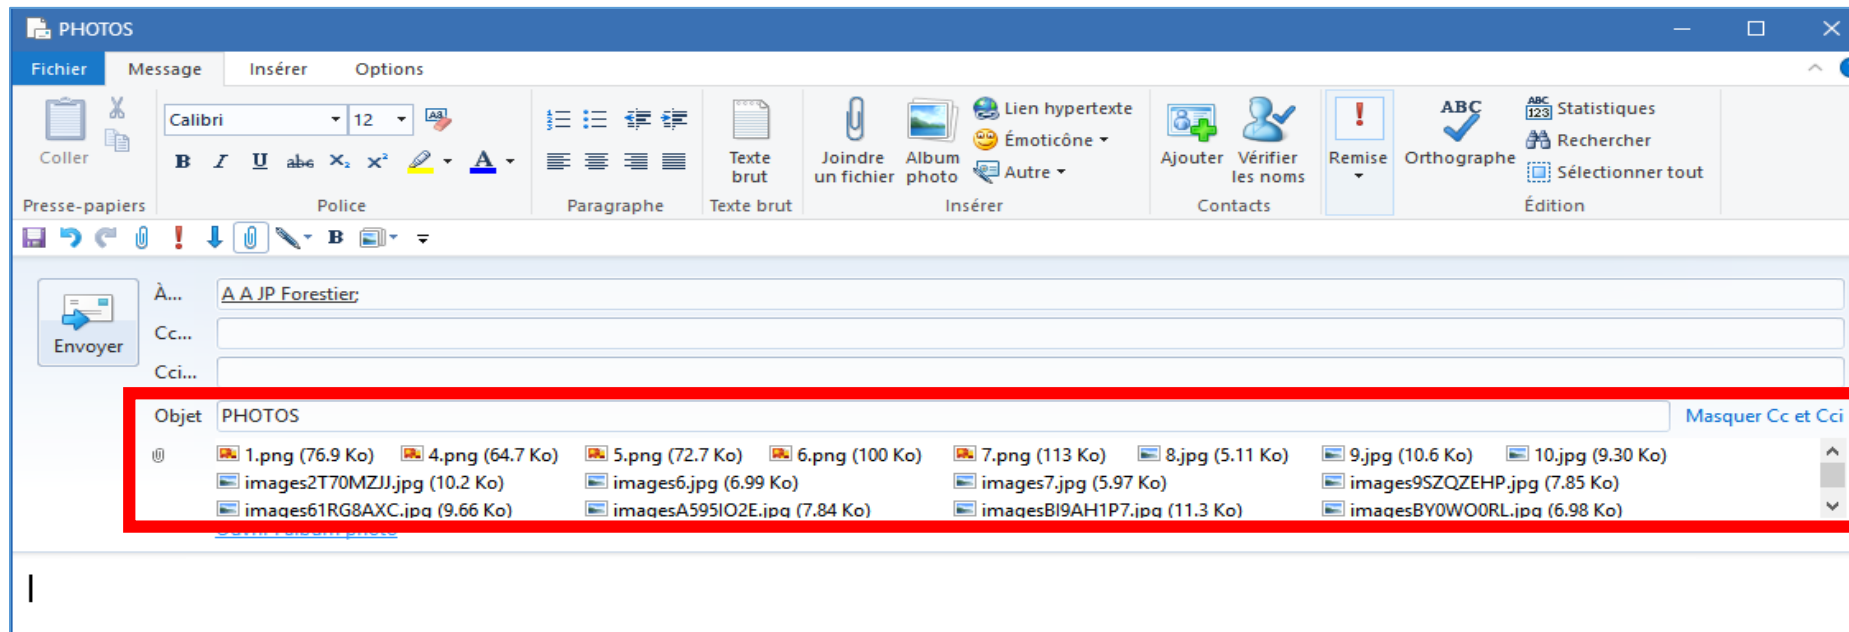 PHOTOS
Fichier Message Insérer Options
Coller
Calibri 12
Texte brut
Joindre un fichier
Album photo
Lien hypertexte
Émoticône
Autre
Ajouter
Vérifier les noms
Remise
ABC
Orthographe
ABC 123 Statistiques
Rechercher
Sélectionner tout
B I U abc X₂ x² A
Presse-papiers Police Paragraphe Texte brut Insérer Contacts Édition
B
Envoyer
À... A A JP Forestier;
Cc...
Cci...
Objet PHOTOS Masquer Cc et Cci
1.png (76.9 Ko) 4.png (64.7 Ko) 5.png (72.7 Ko) 6.png (100 Ko) 7.png (113 Ko) 8.jpg (5.11 Ko) 9.jpg (10.6 Ko) 10.jpg (9.30 Ko)
images2T70MZJJ.jpg (10.2 Ko) images6.jpg (6.99 Ko) images7.jpg (5.97 Ko) images9SZQZEHP.jpg (7.85 Ko)
images61RG8AXC.jpg (9.66 Ko) imagesA595IO2E.jpg (7.84 Ko) imagesBI9AH1P7.jpg (11.3 Ko) imagesBY0WO0RL.jpg (6.98 Ko)